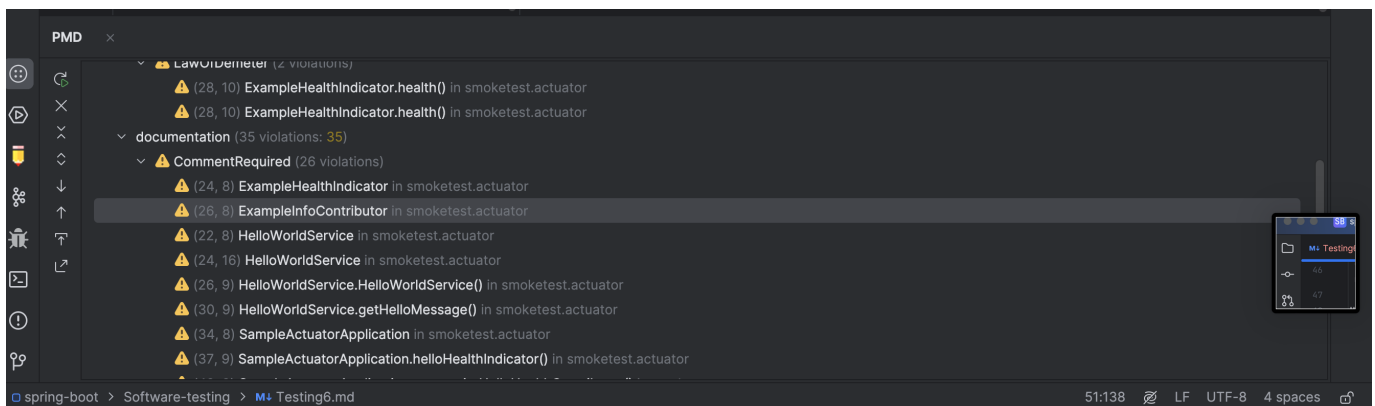 PMD
LawOfDemeter (2 violations)
(28, 10) ExampleHealthIndicator.health() in smoketest.actuator
(28, 10) ExampleHealthIndicator.health() in smoketest.actuator
documentation (35 violations: 35)
CommentRequired (26 violations)
(24, 8) ExampleHealthIndicator in smoketest.actuator
(26, 8) ExampleInfoContributor in smoketest.actuator
(22, 8) HelloWorldService in smoketest.actuator
(24, 16) HelloWorldService in smoketest.actuator
(26, 9) HelloWorldService.HelloWorldService() in smoketest.actuator
(30, 9) HelloWorldService.getHelloMessage() in smoketest.actuator
(34, 8) SampleActuatorApplication in smoketest.actuator
(37, 9) SampleActuatorApplication.helloHealthIndicator() in smoketest.actuator
SB
M↓ Testing6
46
47
spring-boot > Software-testing > M↓ Testing6.md
51:138 LF UTF-8 4 spaces